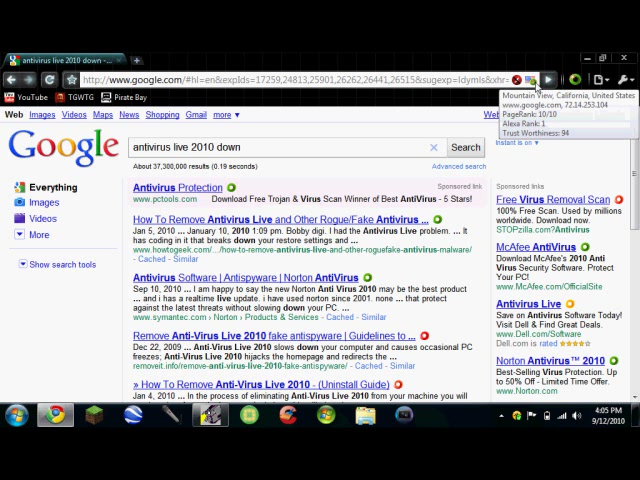 antivirus live 2010 down -...
http://www.google.com/#hl=en&expIds=17259,24813,25901,26262,26441,26515&sugexp=ldymls&xhr=
YouTube TGWTG Pirate Bay
Mountain View, California, United States
www.google.com, 72.14.253.104
PageRank: 10/10
Alexa Rank: 1
Trust Worthiness: 94
Web Images Videos Maps News Shopping Gmail more
Google
antivirus live 2010 down
Search
Instant is on
About 37,300,000 results (0.19 seconds)
Advanced search
Everything
Images
Videos
More
Show search tools
Antivirus Protection
Sponsored link
www.pctools.com Download Free Trojan & Virus Scan Winner of Best AntiVirus - 5 Stars!
How To Remove Antivirus Live and Other Rogue/Fake Antivirus ...
Jan 5, 2010 ... January 10, 2010 1:09 pm. Bobby digi. I had the Antivirus Live problem. ... It
has coding in it that breaks down your restore settings and ...
www.howtogeek.com/.../how-to-remove-antivirus-live-and-other-roguefake-antivirus-malware/
- Cached - Similar
Antivirus Software | Antispyware | Norton AntiVirus
Sep 10, 2010 ... I am happy to say the new Norton Anti Virus 2010 may be the best product
... and i has a realtime live update. i have used norton since 2001. none ... that protect
against the latest threats without slowing down your PC. ...
www.symantec.com › Norton › Products & Services - Cached - Similar
Remove Anti-Virus Live 2010 fake antispyware | Guidelines to ...
Dec 22, 2009 ... Anti-Virus Live 2010 slows down your computer and causes occasional PC
freezes; Anti-Virus Live 2010 hijacks the homepage and redirects the ...
removeit.info/remove-anti-virus-live-2010-fake-antispyware/ - Cached - Similar
» How To Remove Anti-Virus Live 2010 - (Uninstall Guide)
Jan 4, 2010 ... In the process of eliminating Anti-Virus Live 2010 from your machine you will
Sponsored links
Free Virus Removal Scan
100% Free Scan. Used by millions
worldwide. Download now.
STOPzilla.com?Antivirus
McAfee AntiVirus
Download McAfee's 2010 Anti
Virus Security Software. Protect
Your PC!
www.McAfee.com/OfficialSite
Antivirus Live
Save on Antivirus Software Today!
Visit Dell & Find Great Deals.
www.Dell.com/Software
Dell.com is rated
Norton Antivirus™ 2010
Best-Selling Virus Protection. Up
to 50% Off - Limited Time Offer.
www.Norton.com
4:05 PM
9/12/2010